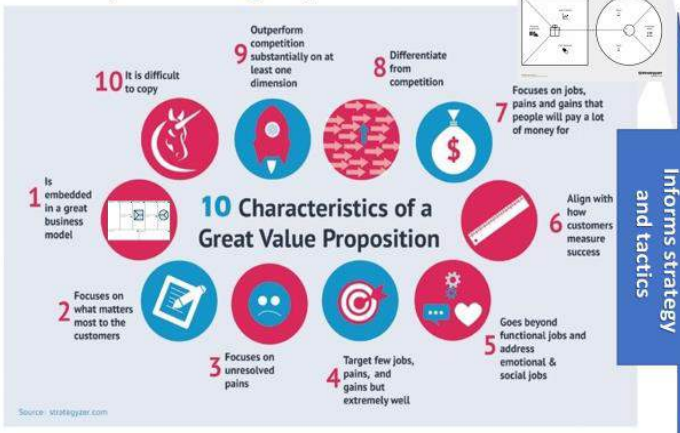 10 Characteristics of a
Great Value Proposition
1 Is
embedded
in a great
business
model
2 Focuses on
what matters
most to the
customers
3 Focuses on
unresolved
pains
4 Target few jobs,
pains, and
gains but
extremely well
5 Goes beyond
functional jobs and
address
emotional &
social jobs
6 Align with
how
customers
measure
success
7 Focuses on jobs,
pains and gains that
people will pay a lot
of money for
8 Differentiate
from
competition
9 Outperform
competition
substantially on at
least one
dimension
10 It is difficult
to copy
$
Source: strategyzer.com
Informs strategy
and tactics